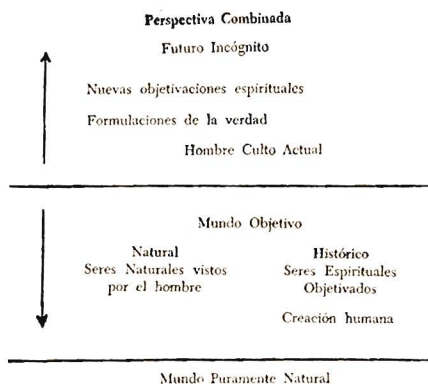 Perspectiva Combinada
Futuro Incógnito
Nuevas objetivaciones espirituales
Formulaciones de la verdad
Hombre Culto Actual
Mundo Objetivo
Natural
Seres Naturales vistos
por el hombre
Histórico
Seres Espirituales
Objetivados
Creación humana
Mundo Puramente Natural